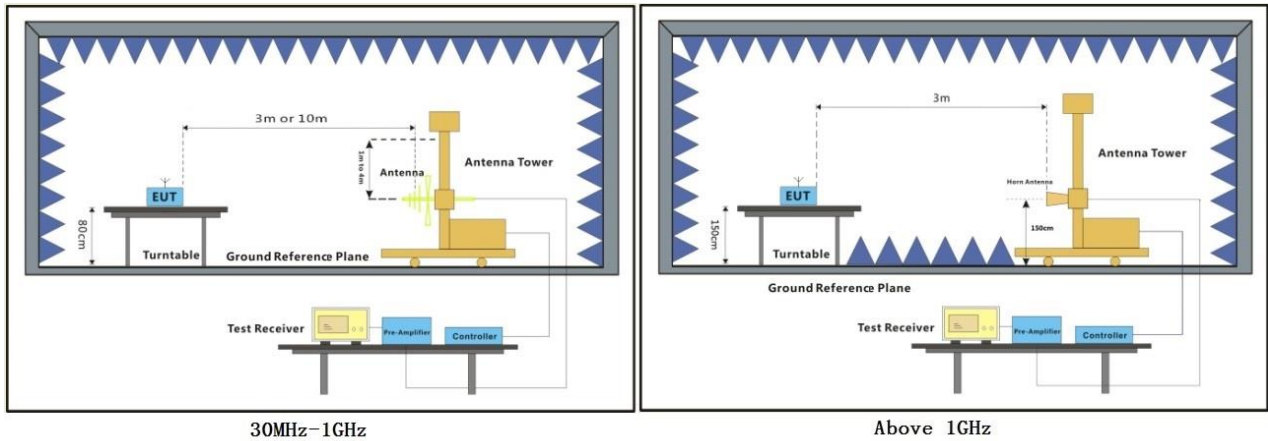 3m or 10m
1m to 4m
Antenna
Antenna Tower
EUT
80cm
Turntable
Ground Reference Plane
Test Receiver
Pre-Amplifier
Controller
30MHz-1GHz
3m
Antenna Tower
Horn Antenna
EUT
150cm
150cm
Turntable
Ground Reference Plane
Test Receiver
Pre-Amplifier
Controller
Above 1GHz